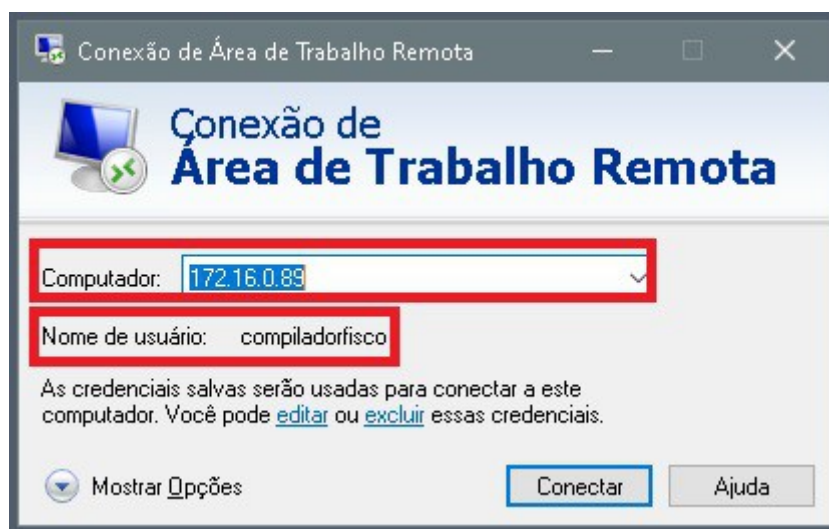 Conexão de Área de Trabalho Remota
Conexão de
Área de Trabalho Remota
Computador: 172.16.0.89
Nome de usuário: compiladorfisco
As credenciais salvas serão usadas para conectar a este
computador. Você pode editar ou excluir essas credenciais.
Mostrar Opções Conectar Ajuda